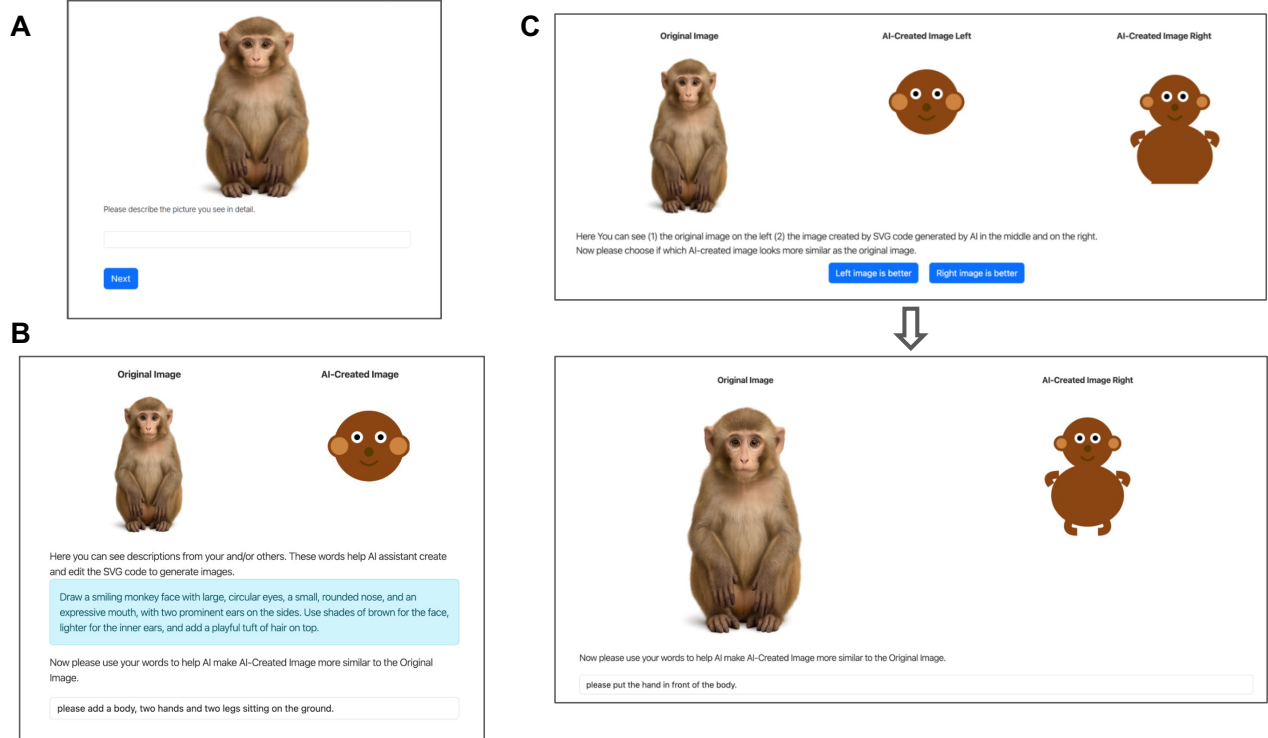 A
Please describe the picture you see in detail.
Next
B
Original Image
AI-Created Image
Here you can see descriptions from your and/or others. These words help AI assistant create
and edit the SVG code to generate images.
Draw a smiling monkey face with large, circular eyes, a small, rounded nose, and an
expressive mouth, with two prominent ears on the sides. Use shades of brown for the face,
lighter for the inner ears, and add a playful tuft of hair on top.
Now please use your words to help AI make AI-Created Image more similar to the Original
Image.
please add a body, two hands and two legs sitting on the ground.
C
Original Image
AI-Created Image Left
AI-Created Image Right
Here You can see (1) the original image on the left (2) the image created by SVG code generated by AI in the middle and on the right.
Now please choose if which AI-created image looks more similar as the original image.
Left image is better
Right image is better
Original Image
AI-Created Image Right
Now please use your words to help AI make AI-Created Image more similar to the Original Image.
please put the hand in front of the body.